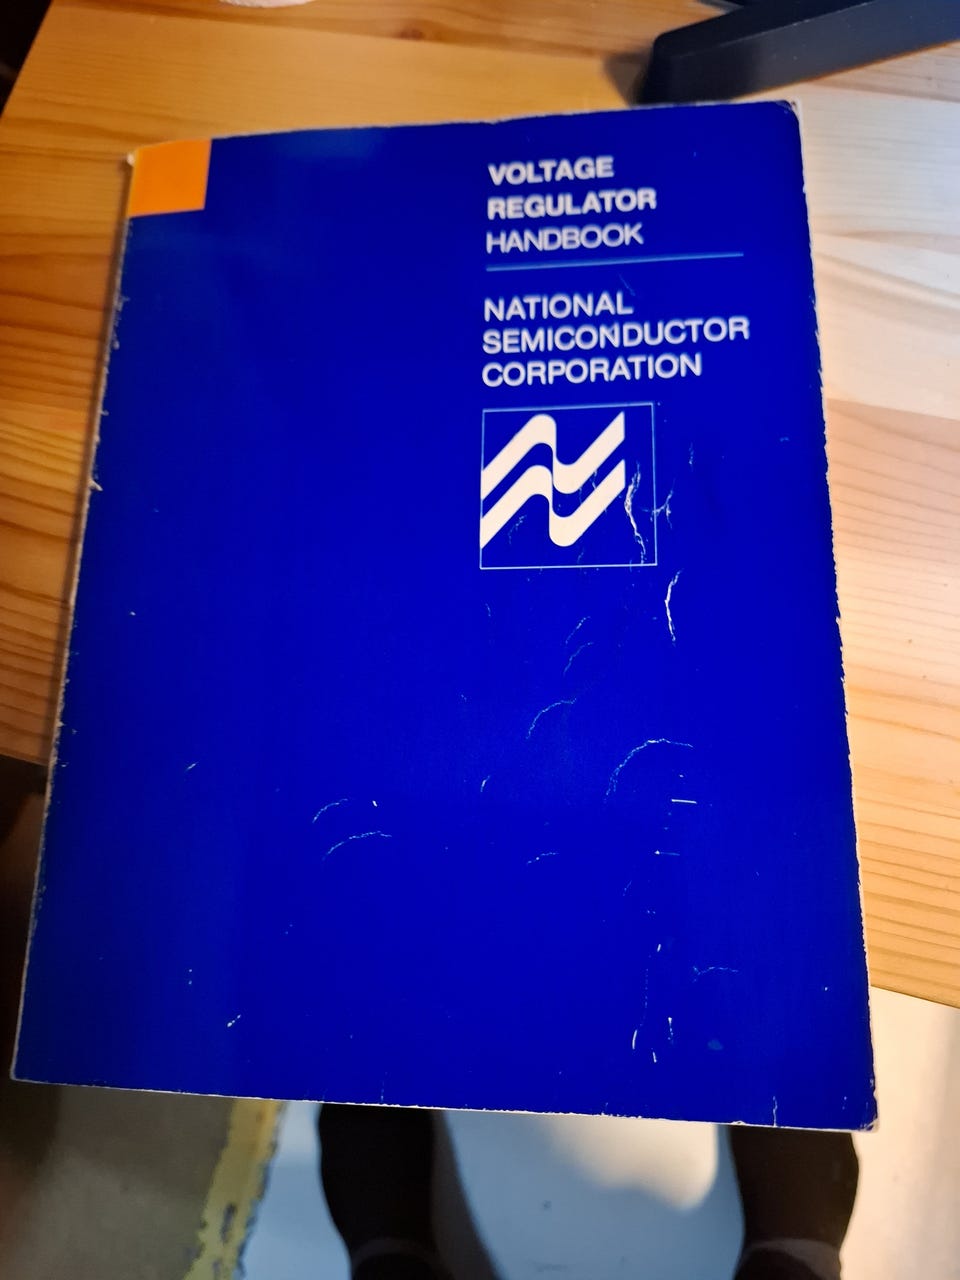 VOLTAGE
REGULATOR
HANDBOOK
NATIONAL
SEMICONDUCTOR
CORPORATION